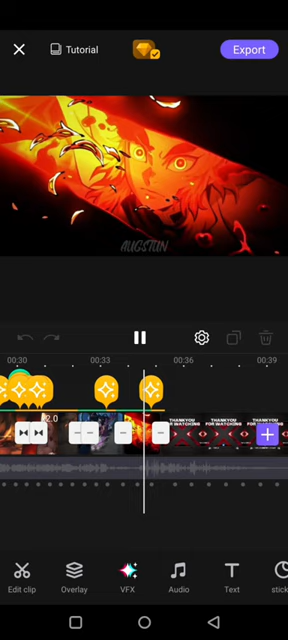 Tutorial
Export
AUGSTUN
00:30
00:33
00:36
00:39
2.0
THANKYOU
FOR WATCHING
THANKYOU
FOR WATCHING
THANKYOU
FOR WATCHING
Edit clip
Overlay
VFX
Audio
Text
stick